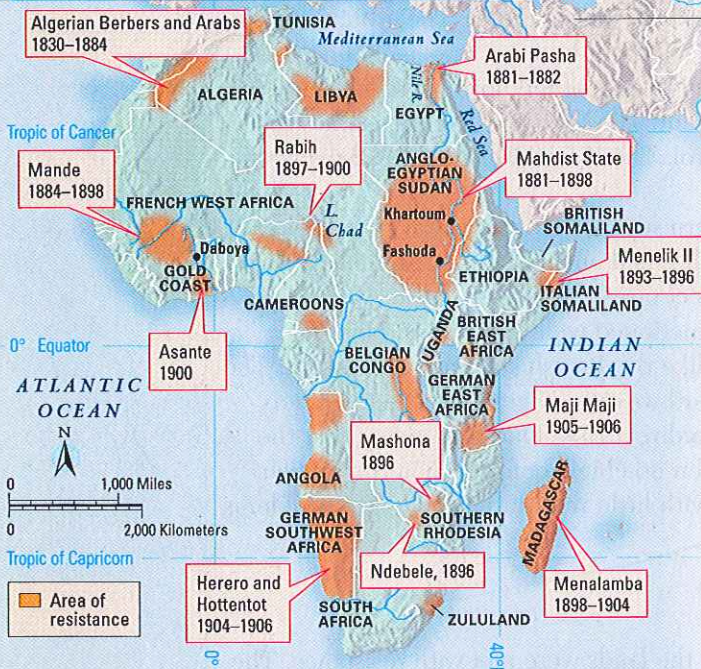 Algerian Berbers and Arabs
1830–1884
TUNISIA
Mediterranean Sea
Arabi Pasha
1881–1882
ALGERIA
LIBYA
Nile R.
EGYPT
Red Sea
Tropic of Cancer
Rabih
1897–1900
ANGLO-
EGYPTIAN
SUDAN
Mahdist State
1881–1898
Mande
1884–1898
FRENCH WEST AFRICA
L.
Chad
Khartoum
BRITISH
SOMALILAND
Daboya
Fashoda
Menelik II
1893–1896
GOLD
COAST
ETHIOPIA
ITALIAN
SOMALILAND
CAMEROONS
UGANDA
BRITISH
EAST
AFRICA
0° Equator
Asante
1900
BELGIAN
CONGO
INDIAN
OCEAN
ATLANTIC
OCEAN
GERMAN
EAST
AFRICA
Maji Maji
1905–1906
N
Mashona
1896
0 1,000 Miles
0 2,000 Kilometers
ANGOLA
MADAGASCAR
GERMAN
SOUTHWEST
AFRICA
SOUTHERN
RHODESIA
Tropic of Capricorn
Ndebele, 1896
Menalamba
1898–1904
Herero and
Hottentot
1904–1906
Area of
resistance
SOUTH
AFRICA
ZULULAND
0°
40°